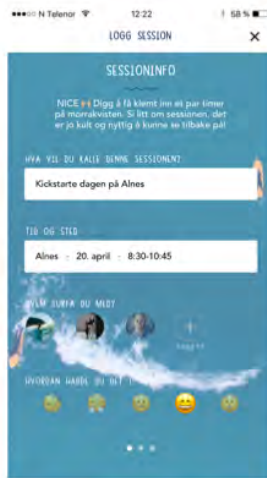 N Telenor 12:22 58 %
LOGG SESSION
SESSIONINFO
NICE 🙌 Digg å få klemt inn et par timer
på morrakvisten. Si litt om sessionen, det
er jo kult og nyttig å kunne se tilbake på!
HVA VIL DU KALLE DENNE SESSIONEN?
Kickstarte dagen på Alnes
TID OG STED
Alnes · 20. april · 8:30-10:45
HVEM SURFA DU MED?
HVORDAN HADDE DU DET